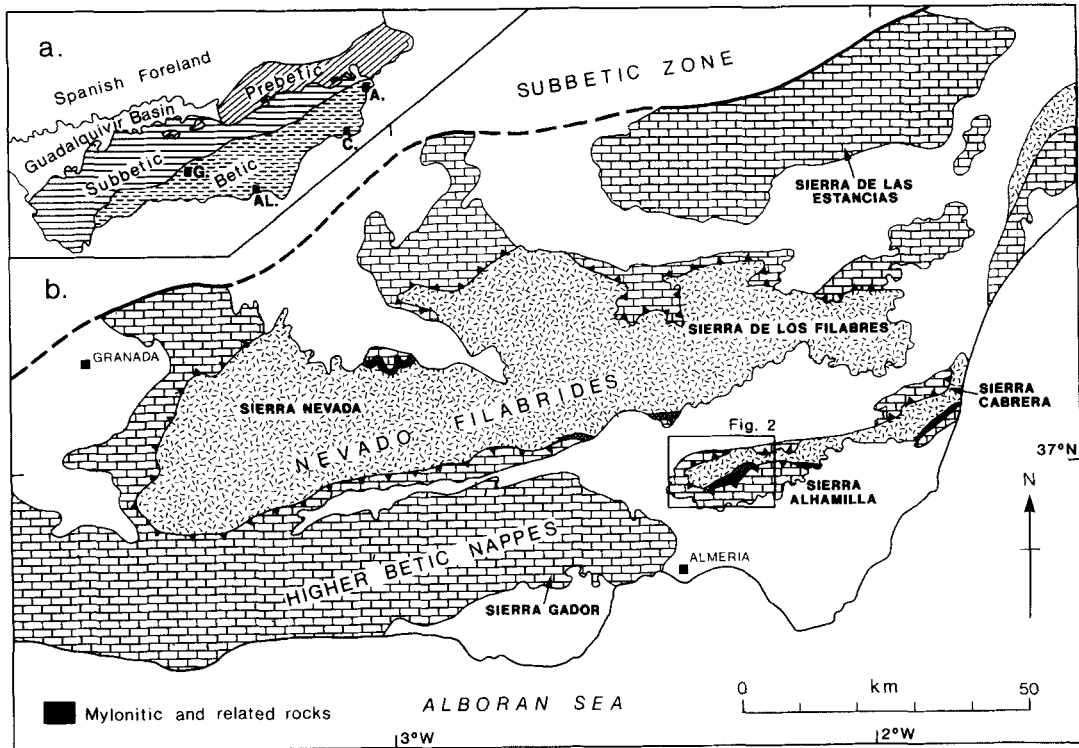 a.
Spanish Foreland
Guadalquivir Basin
Prebetic
Subbetic
Betic
A.
C.
G.
AL.
SUBBETIC ZONE
SIERRA DE LAS
ESTANCIAS
b.
GRANADA
SIERRA DE LOS FILABRES
SIERRA NEVADA
NEVADO FILABRIDES
SIERRA
CABRERA
Fig. 2
37°N
SIERRA
ALHAMILLA
N
HIGHER BETIC NAPPES
ALMERIA
SIERRA GADOR
Mylonitic and related rocks
ALBORAN SEA
0 km 50
3°W
2°W